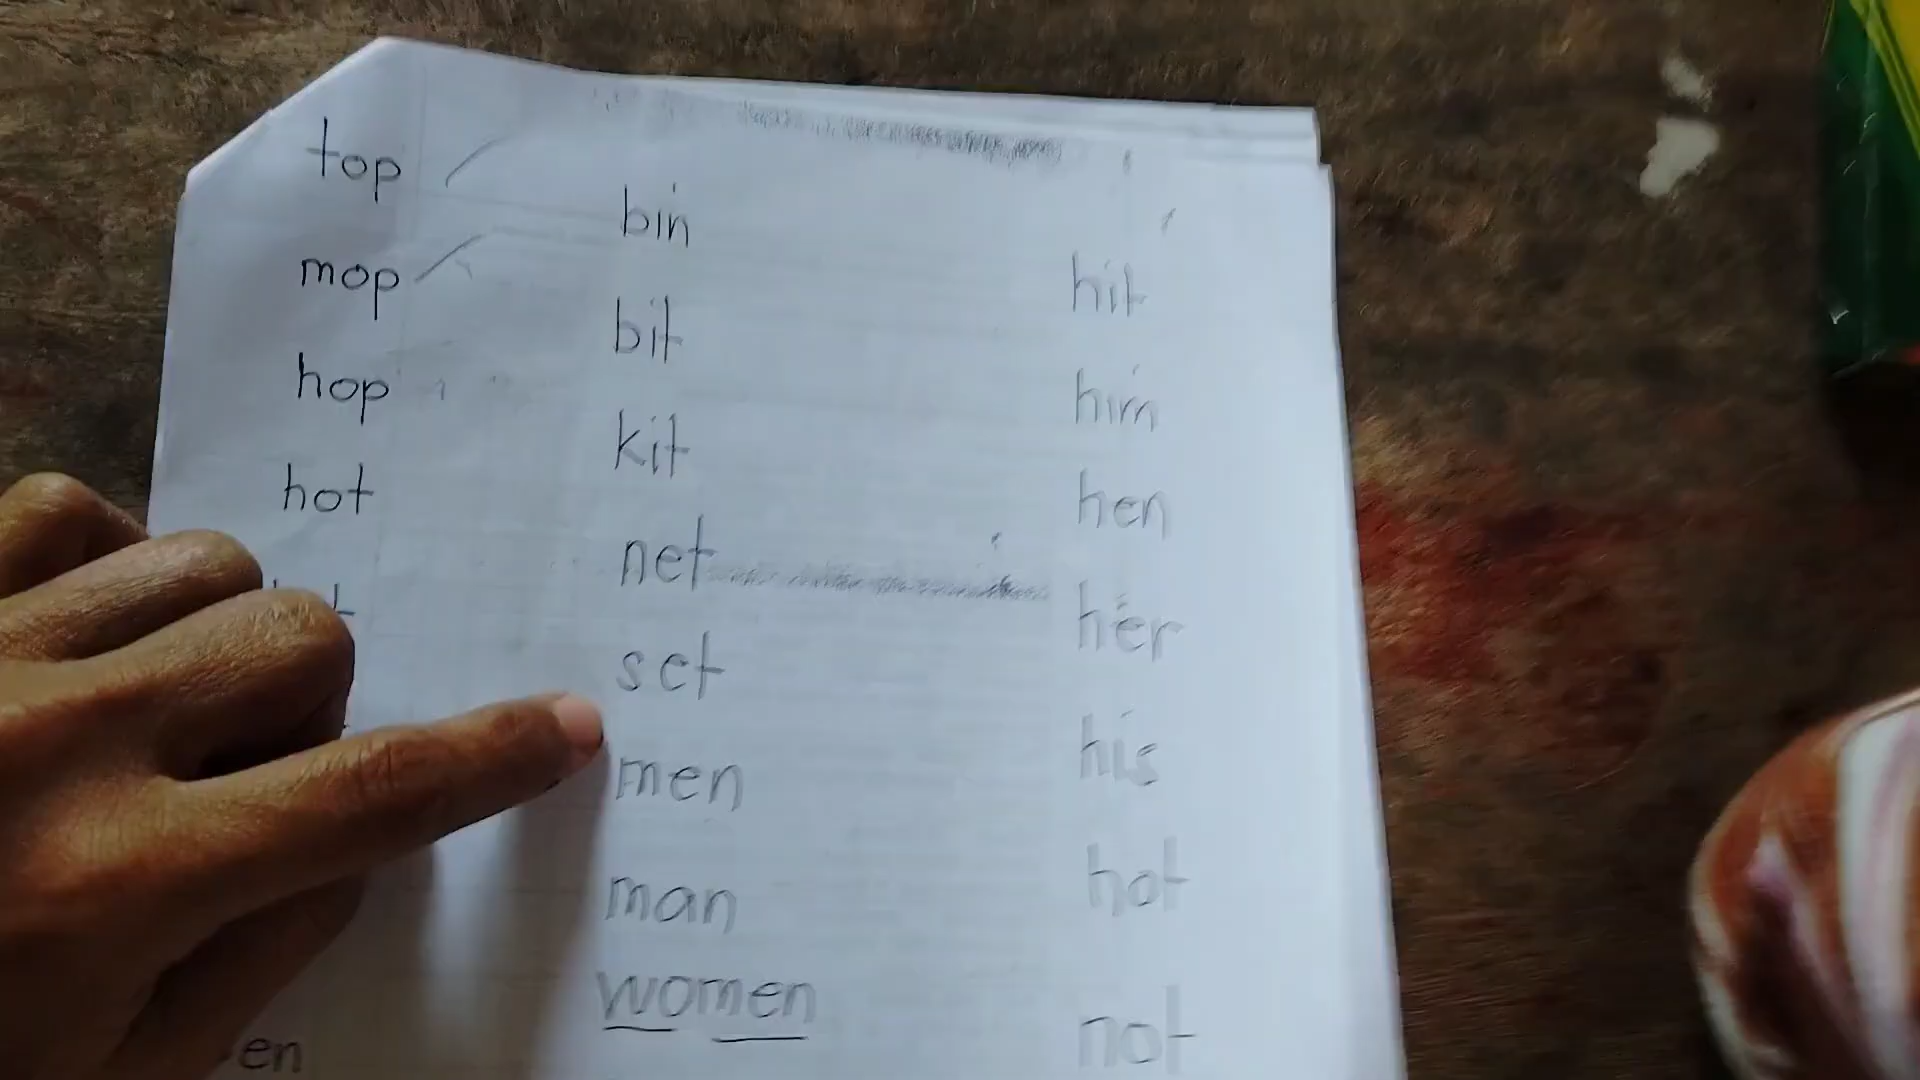 top
mop
hop
hot
en
bin
bit
kit
net
set
men
man
women
hit
him
hen
her
his
hot
not